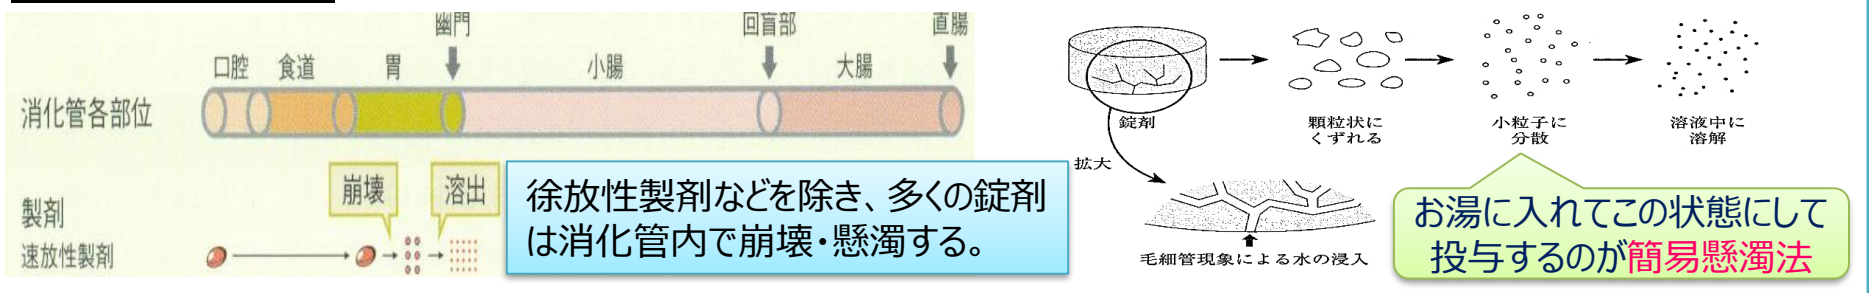 幽門
回盲部
直腸
口腔
食道
胃
小腸
大腸
消化管各部位
崩壊
溶出
製剤
速放性製剤
徐放性製剤などを除き、多くの錠剤
は消化管内で崩壊・懸濁する。
錠剤
顆粒状に
くずれる
小粒子に
分散
溶液中に
溶解
拡大
毛細管現象による水の浸入
お湯に入れてこの状態にして
投与するのが簡易懸濁法